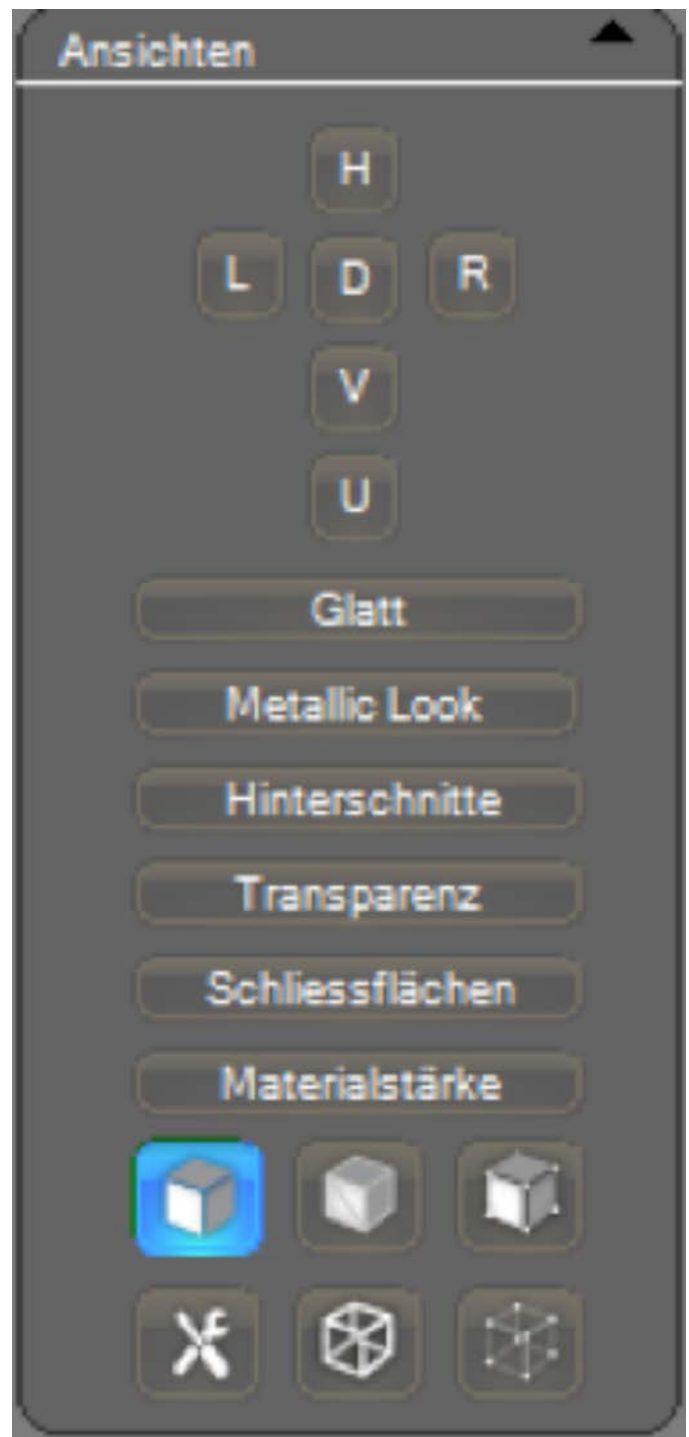 Ansichten
H
L D R
V
U
Glatt
Metallic Look
Hinterschnitte
Transparenz
Schliessflächen
Materialstärke